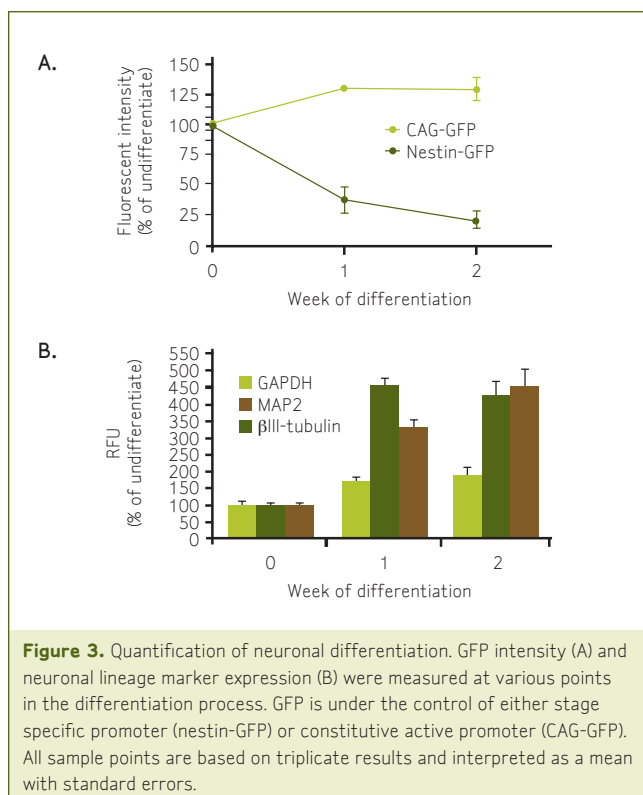 A.
Fluorescent intensity
(% of undifferentiate)
150
125
100
75
50
25
0
CAG-GFP
Nestin-GFP
0 1 2
Week of differentiation
B.
RFU
(% of undifferentiate)
550
500
450
400
350
300
250
200
150
100
50
0
GAPDH
MAP2
βIII-tubulin
0 1 2
Week of differentiation
Figure 3. Quantification of neuronal differentiation. GFP intensity (A) and
neuronal lineage marker expression (B) were measured at various points
in the differentiation process. GFP is under the control of either stage
specific promoter (nestin-GFP) or constitutive active promoter (CAG-GFP).
All sample points are based on triplicate results and interpreted as a mean
with standard errors.